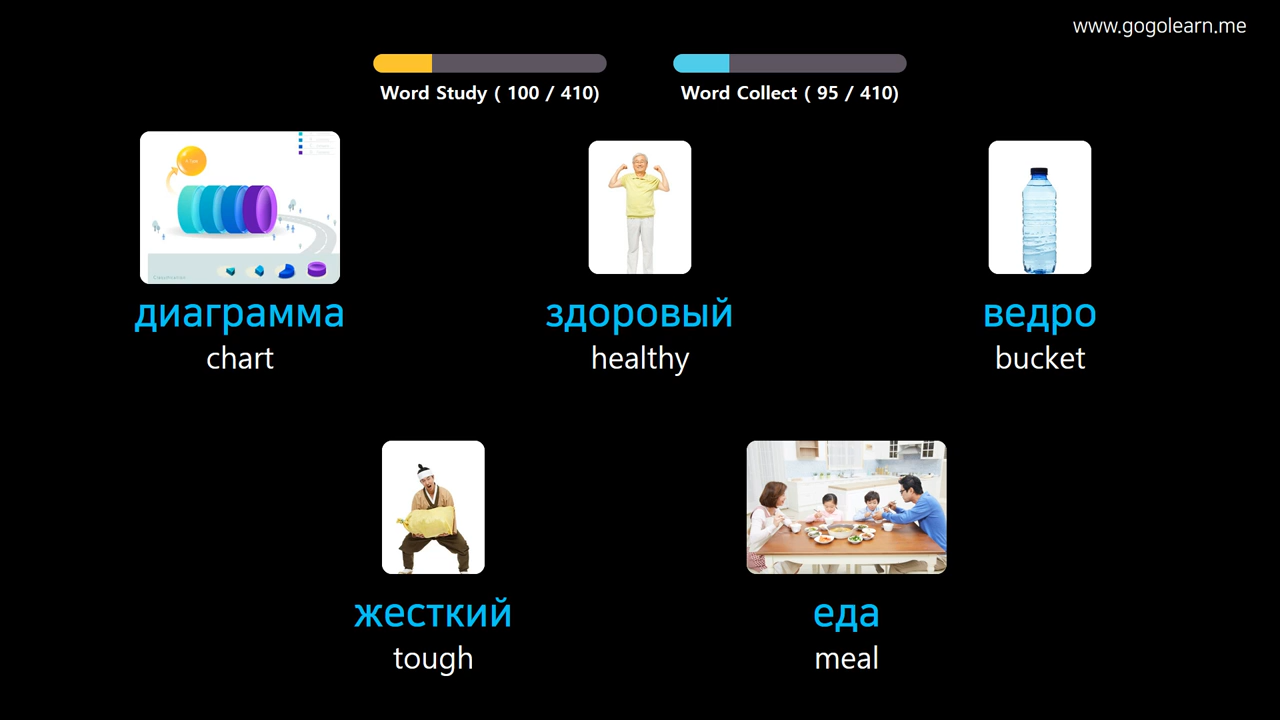 www.gogolearn.me
Word Study ( 100 / 410)
Word Collect ( 95 / 410)
диаграмма
chart
здоровый
healthy
ведро
bucket
жесткий
tough
еда
meal